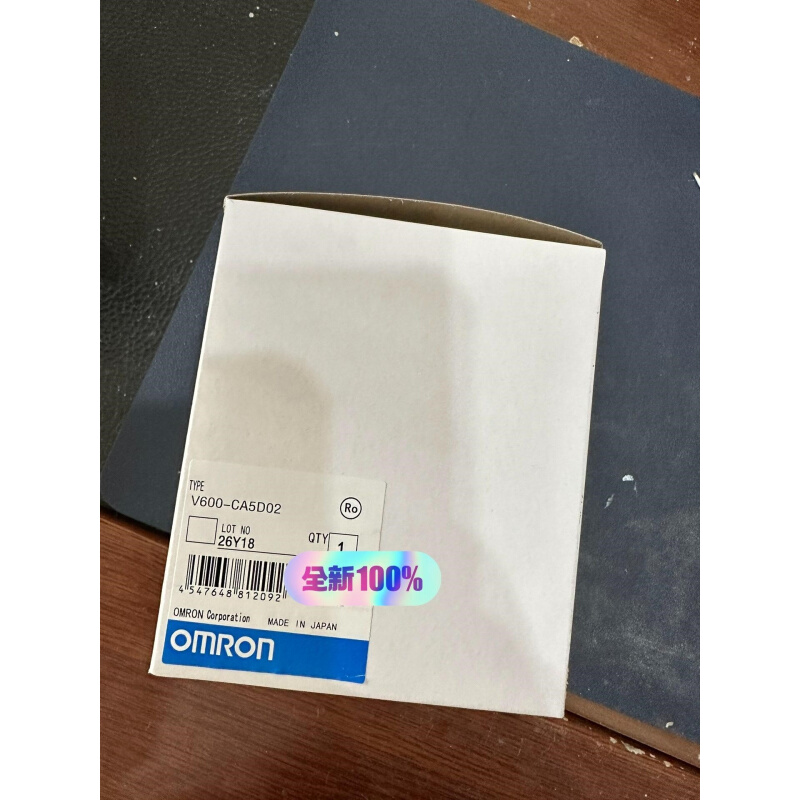 TYPE
V600-CA5D02
Ro
LOT NO
26Y18
QTY
1
全新100%
4 547648 812092
OMRON Corporation MADE IN JAPAN
OMRON